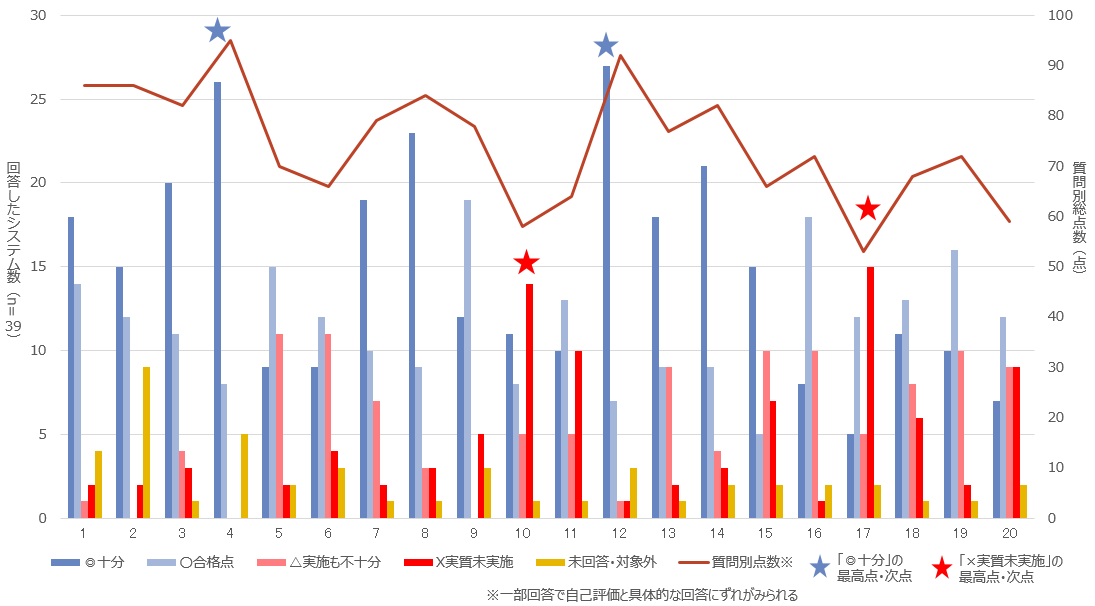 30
25
20
15
10
5
0
100
90
80
70
60
50
40
30
20
10
0
回答したシステム数（n＝39）
質問別総点数（点）
1 2 3 4 5 6 7 8 9 10 11 12 13 14 15 16 17 18 19 20
◎十分 〇合格点 △実施も不十分 X実質未実施 未回答・対象外 質問別点数※
「◎十分」の
最高点・次点
「×実質未実施」の
最高点・次点
※一部回答で自己評価と具体的な回答にずれがみられる